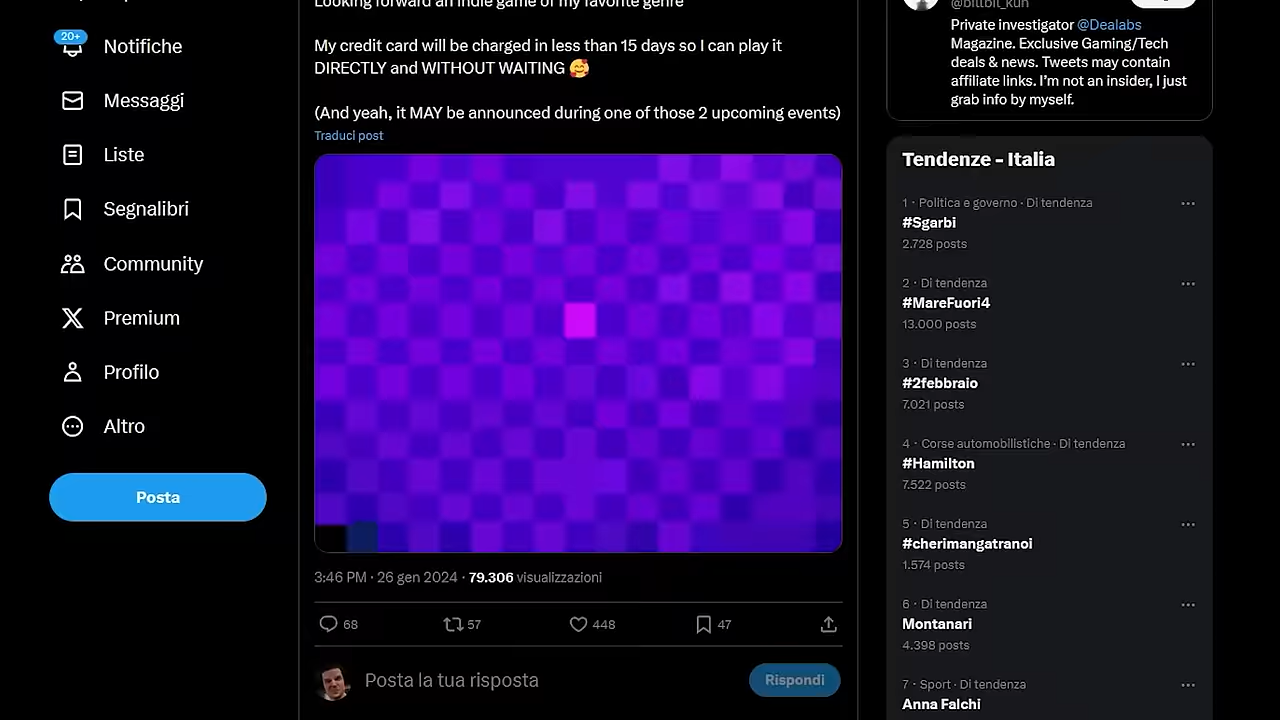 Looking forward an indie game of my favorite genre
20+
Notifiche
Messaggi
Liste
Segnalibri
Community
Premium
Profilo
Altro
Posta
My credit card will be charged in less than 15 days so I can play it
DIRECTLY and WITHOUT WAITING 🥰
(And yeah, it MAY be announced during one of those 2 upcoming events)
Traduci post
3:46 PM · 26 gen 2024 · 79.306 visualizzazioni
68
57
448
47
Posta la tua risposta
Rispondi
@billbil_kun
Private investigator @Dealabs
Magazine. Exclusive Gaming/Tech
deals & news. Tweets may contain
affiliate links. I'm not an insider, I just
grab info by myself.
Tendenze - Italia
1 · Politica e governo · Di tendenza
#Sgarbi
2.728 posts
2 · Di tendenza
#MareFuori4
13.000 posts
3 · Di tendenza
#2febbraio
7.021 posts
4 · Corse automobilistiche · Di tendenza
#Hamilton
7.522 posts
5 · Di tendenza
#cherimangatranoi
1.574 posts
6 · Di tendenza
Montanari
4.398 posts
7 · Sport · Di tendenza
Anna Falchi